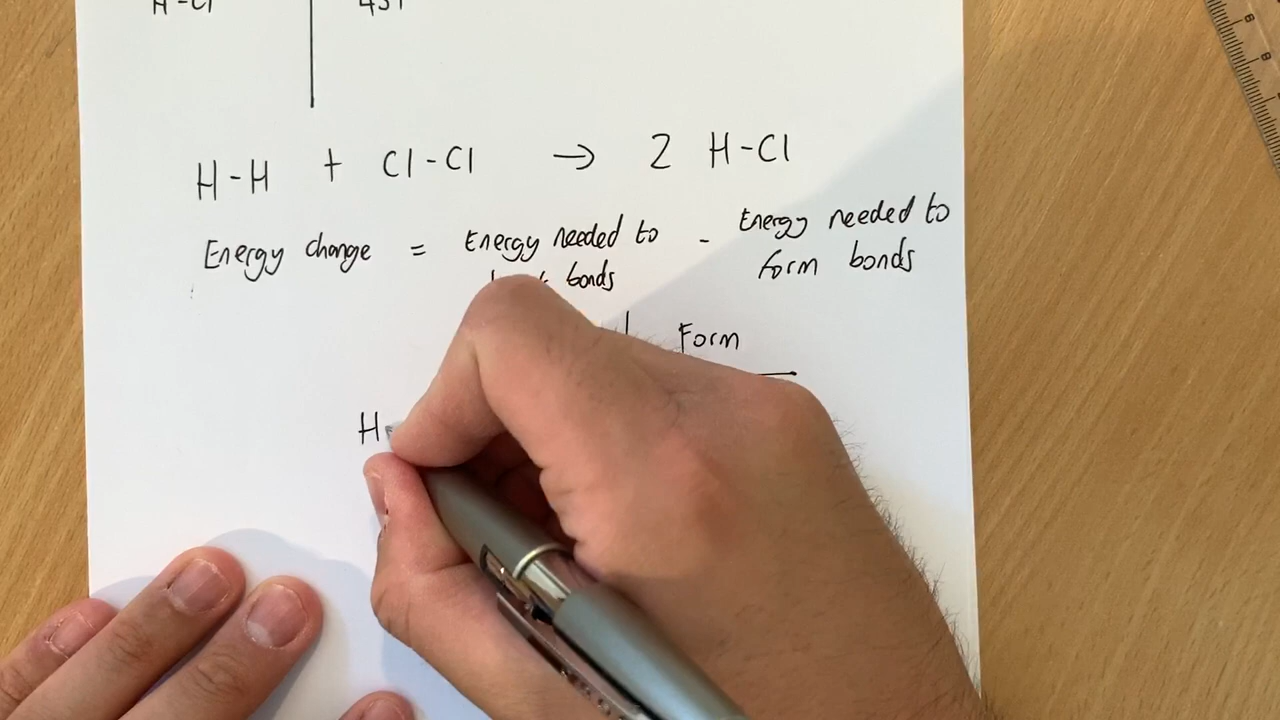 H-Cl 431
H-H + Cl-Cl → 2 H-Cl
Energy change = Energy needed to - Energy needed to
bonds form bonds
Form
H